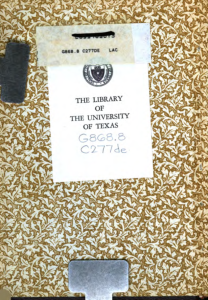 G868.8 C277DE LAC
THE LIBRARY
OF
THE UNIVERSITY
OF TEXAS
G868.8
C277de